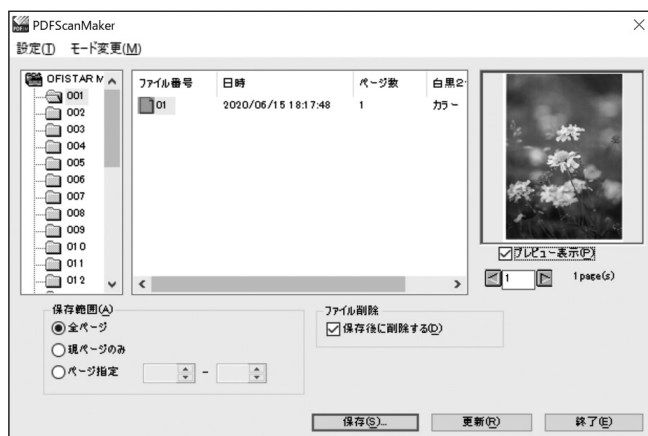 PDFScanMaker
設定(T) モード変更(M)
OFISTAR M
001
002
003
004
005
006
007
008
009
010
011
012
ファイル番号 日時 ページ数 白黒2
01 2020/06/15 18:17:48 1 カラー
プレビュー表示(P)
1 1 page(s)
保存範囲(A)
全ページ
現ページのみ
ページ指定 -
ファイル削除
保存後に削除する(D)
保存(S)... 更新(R) 終了(E)